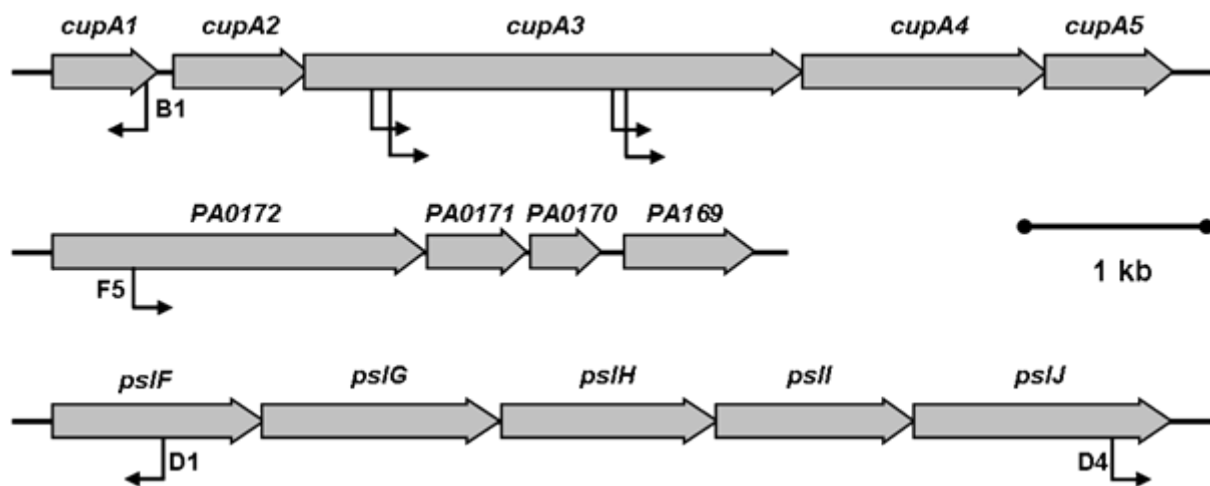 cupA1 cupA2 cupA3 cupA4 cupA5
B1
PA0172 PA0171 PA0170 PA169
F5
1 kb
pslF pslG pslH pslI pslJ
D1 D4